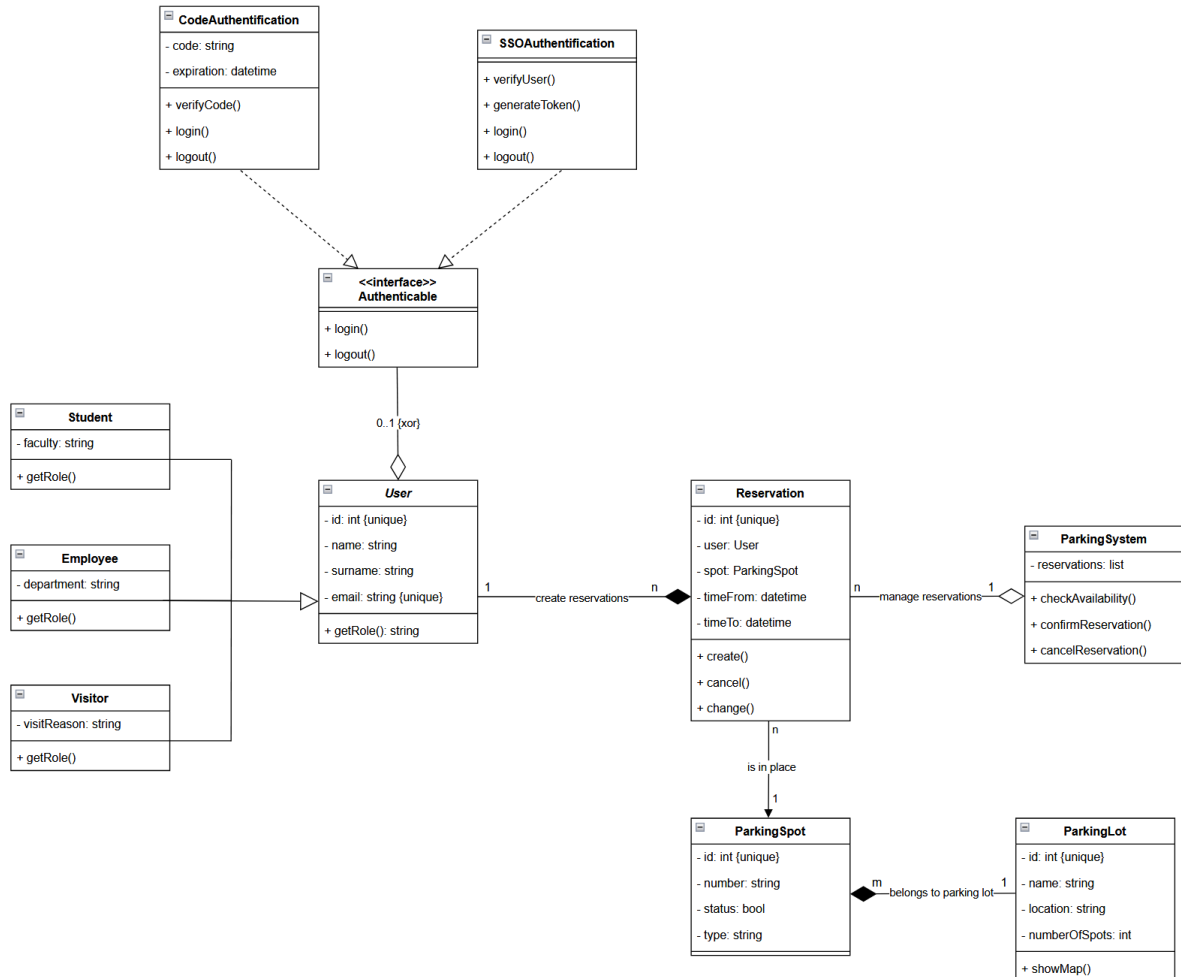 CodeAuthentification
- code: string
- expiration: datetime
+ verifyCode()
+ login()
+ logout()
SSOAuthentification
+ verifyUser()
+ generateToken()
+ login()
+ logout()
<<interface>>
Authenticable
+ login()
+ logout()
0..1 {xor}
Student
- faculty: string
+ getRole()
Employee
- department: string
+ getRole()
Visitor
- visitReason: string
+ getRole()
User
- id: int {unique}
- name: string
- surname: string
- email: string {unique}
+ getRole(): string
1
create reservations
n
Reservation
- id: int {unique}
- user: User
- spot: ParkingSpot
- timeFrom: datetime
- timeTo: datetime
+ create()
+ cancel()
+ change()
n
manage reservations
1
ParkingSystem
- reservations: list
+ checkAvailability()
+ confirmReservation()
+ cancelReservation()
n
is in place
1
ParkingSpot
- id: int {unique}
- number: string
- status: bool
- type: string
m
belongs to parking lot
1
ParkingLot
- id: int {unique}
- name: string
- location: string
- numberOfSpots: int
+ showMap()